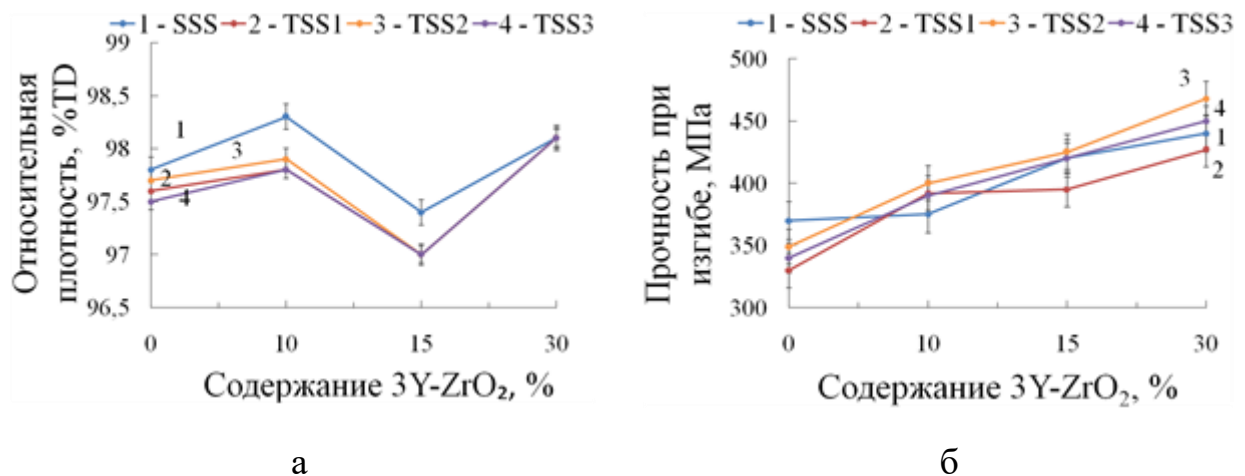 1 - SSS 2 - TSS1 3 - TSS2 4 - TSS3
Относительная
плотность, %TD
99
98,5
98
97,5
97
96,5
1
2
3
4
0 10 15 30
Содержание 3Y-ZrO₂, %
а
1 - SSS 2 - TSS1 3 - TSS2 4 - TSS3
Прочность при
изгибе, МПа
450
400
350
300
3
4
1
2
0 10 15 30
Содержание 3Y-ZrO₂, %
б